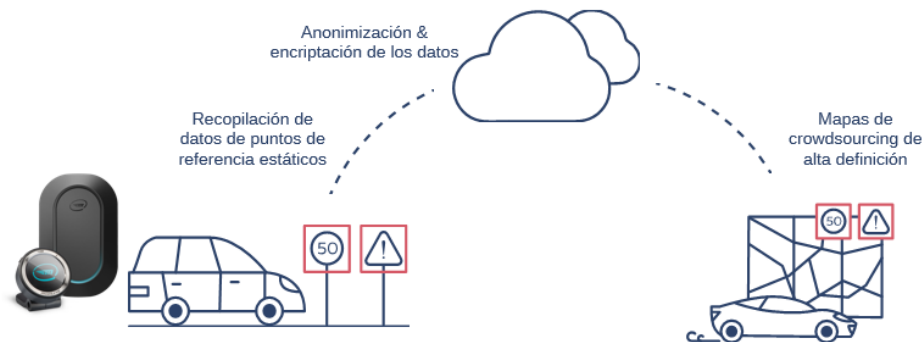 Anonimización &
encriptación de los datos
Recopilación de
datos de puntos de
referencia estáticos
Mapas de
crowdsourcing de
alta definición
50
50